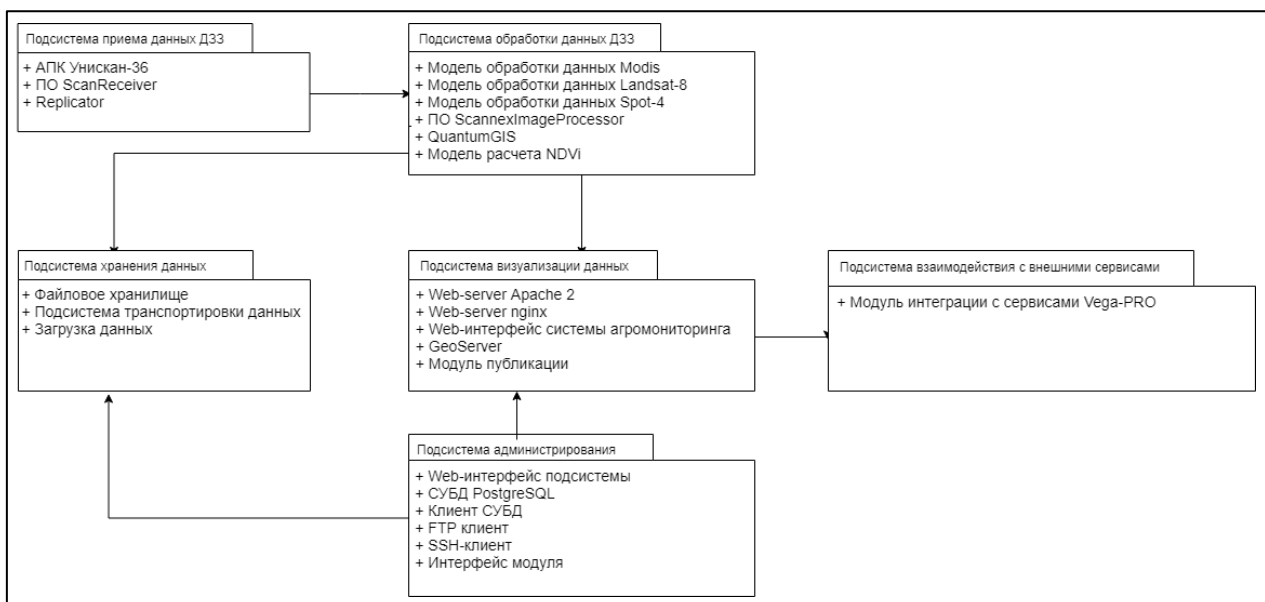 Подсистема приема данных ДЗЗ
+ АПК Унискан-36
+ ПО ScanReceiver
+ Replicator
Подсистема обработки данных ДЗЗ
+ Модель обработки данных Modis
+ Модель обработки данных Landsat-8
+ Модель обработки данных Spot-4
+ ПО ScannexImageProcessor
+ QuantumGIS
+ Модель расчета NDVi
Подсистема хранения данных
+ Файловое хранилище
+ Подсистема транспортировки данных
+ Загрузка данных
Подсистема визуализации данных
+ Web-server Apache 2
+ Web-server nginx
+ Web-интерфейс системы агромониторинга
+ GeoServer
+ Модуль публикации
Подсистема взаимодействия с внешними сервисами
+ Модуль интеграции с сервисами Vega-PRO
Подсистема администрирования
+ Web-интерфейс подсистемы
+ СУБД PostgreSQL
+ Клиент СУБД
+ FTP клиент
+ SSH-клиент
+ Интерфейс модуля